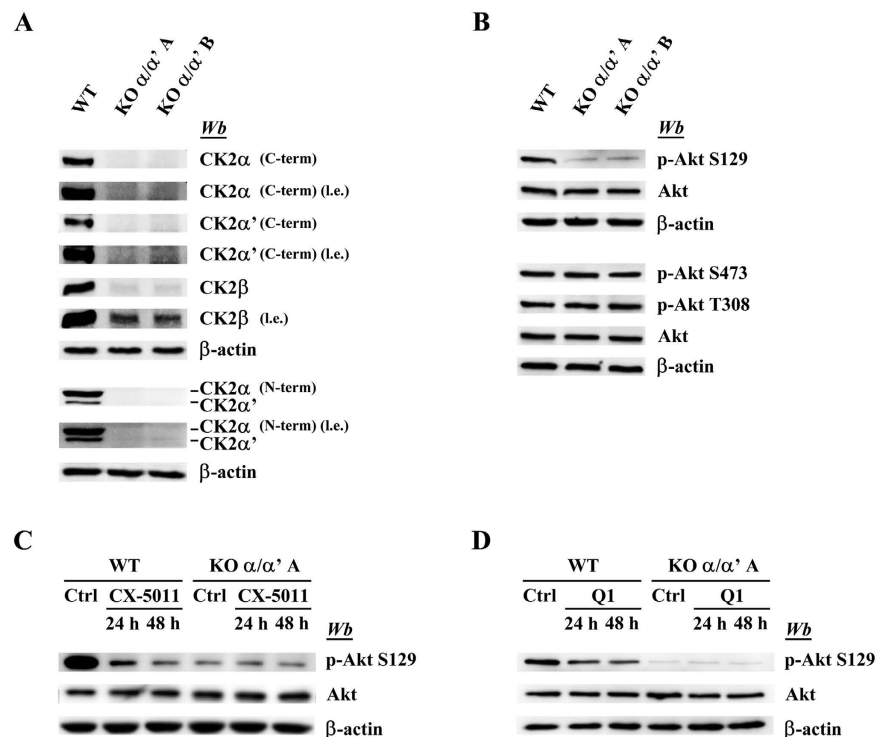 A
WT
KO α/α’ A
KO α/α’ B
Wb
CK2α (C-term)
CK2α (C-term) (l.e.)
CK2α’ (C-term)
CK2α’ (C-term) (l.e.)
CK2β
CK2β (l.e.)
β-actin
CK2α (N-term)
CK2α’
CK2α (N-term) (l.e.)
CK2α’
β-actin
B
WT
KO α/α’ A
KO α/α’ B
Wb
p-Akt S129
Akt
β-actin
p-Akt S473
p-Akt T308
Akt
β-actin
C
WT KO α/α’ A
Ctrl CX-5011 Ctrl CX-5011
24 h 48 h 24 h 48 h Wb
p-Akt S129
Akt
β-actin
D
WT KO α/α’ A
Ctrl Q1 Ctrl Q1
24 h 48 h 24 h 48 h Wb
p-Akt S129
Akt
β-actin